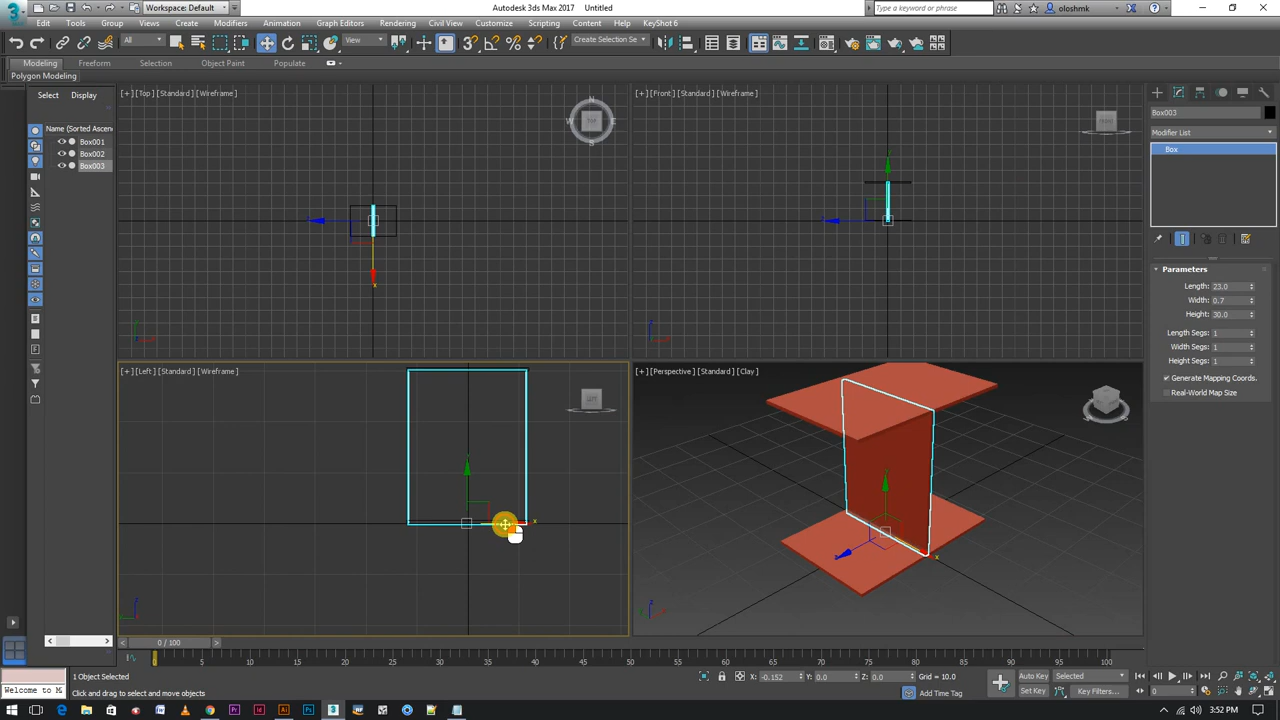 Workspace: Default
Autodesk 3ds Max 2017    Untitled
Type a keyword or phrase
oloshmk
Edit Tools Group Views Create Modifiers Animation Graph Editors Rendering Civil View Customize Scripting Content Help KeyShot 6
All
View
Create Selection Se
Modeling Freeform Selection Object Paint Populate
Polygon Modeling
Select Display
[+] [Top] [Standard] [Wireframe]
[+] [Front] [Standard] [Wireframe]
Box003
Name (Sorted Ascen
Modifier List
Box001
Box002
Box003
Box
Parameters
Length: 23.0
Width: 0.7
Height: 30.0
Length Segs: 1
Width Segs: 1
Height Segs: 1
Generate Mapping Coords.
Real-World Map Size
[+] [Left] [Standard] [Wireframe]
[+] [Perspective] [Standard] [Clay]
0 / 100
0 5 10 15 20 25 30 35 40 45 50 55 60 65 70 75 80 85 90 95 100
1 Object Selected
X: -0.152 Y: 0.0 Z: 0.0 Grid = 10.0
Auto Key Selected
Welcome to M
Click and drag to select and move objects
Add Time Tag
Set Key Key Filters...
0
3:52 PM